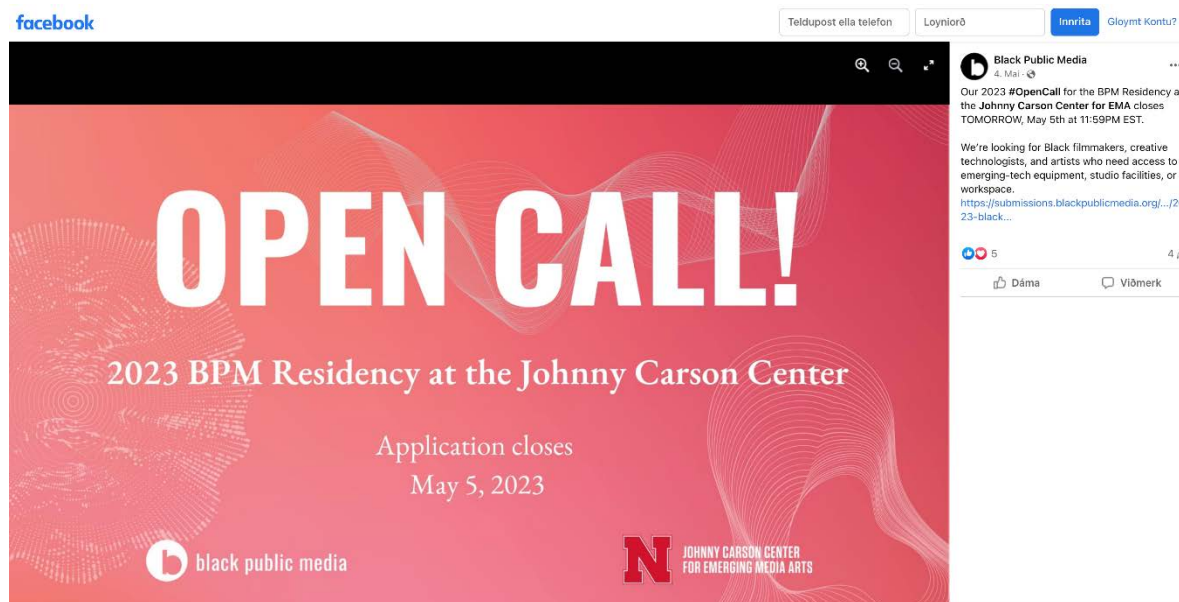 facebook
Teldupost ella telefon
Loyniorð
Innrita
Gloymt Kontu?
OPEN CALL!
2023 BPM Residency at the Johnny Carson Center
Application closes
May 5, 2023
black public media
N JOHNNY CARSON CENTER
FOR EMERGING MEDIA ARTS
Black Public Media
4. Mai ·
Our 2023 #OpenCall for the BPM Residency a
the Johnny Carson Center for EMA closes
TOMORROW, May 5th at 11:59PM EST.
We're looking for Black filmmakers, creative
technologists, and artists who need access to
emerging-tech equipment, studio facilities, or
workspace.
https://submissions.blackpublicmedia.org/.../2
23-black...
5
4
Dáma
Viðmerk